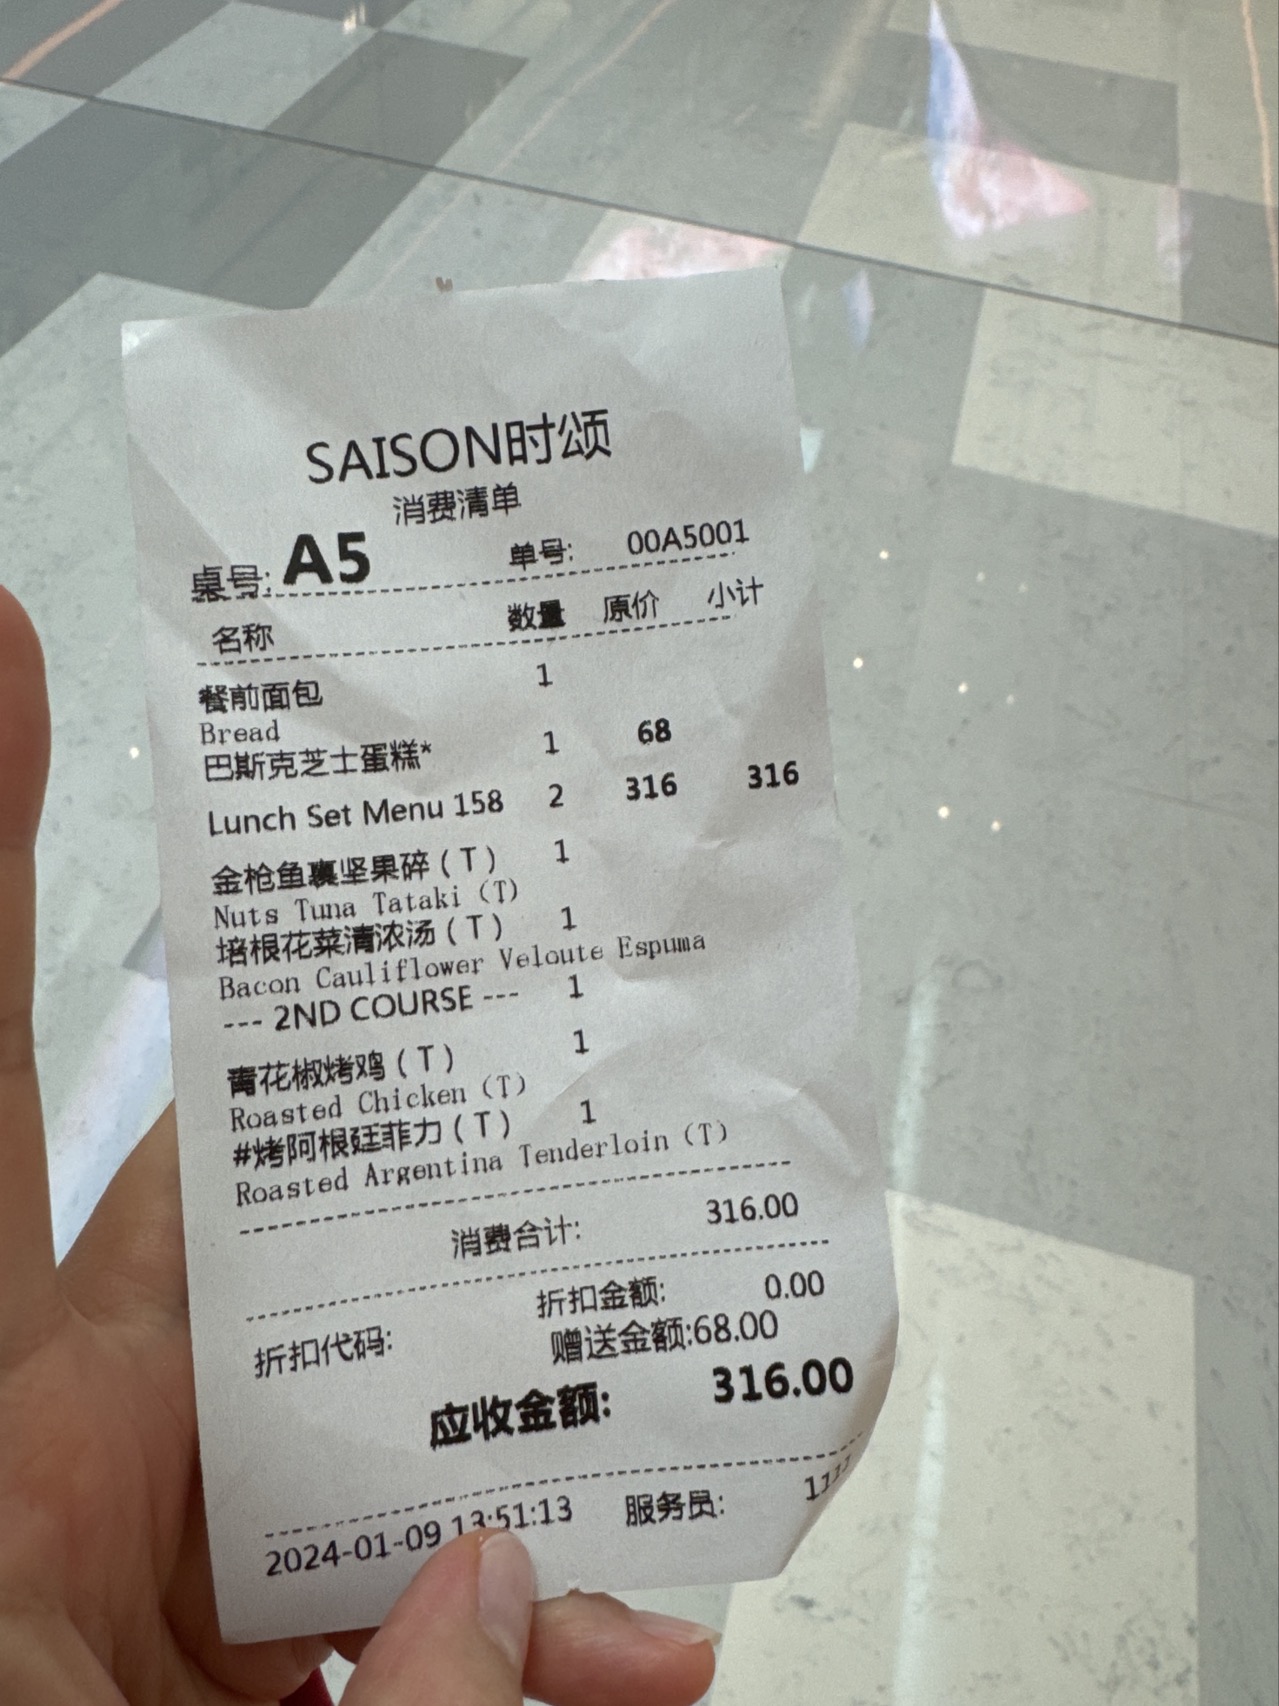 SAISON时颂
消费清单
桌号: A5 单号: 00A5001
名称 数量 原价 小计
餐前面包 1
Bread
巴斯克芝士蛋糕* 1 68
Lunch Set Menu 158 2 316 316
金枪鱼裹坚果碎(T) 1
Nuts Tuna Tataki (T)
培根花菜清浓汤(T) 1
Bacon Cauliflower Veloute Espuma
--- 2ND COURSE --- 1
青花椒烤鸡(T) 1
Roasted Chicken (T)
#烤阿根廷菲力(T) 1
Roasted Argentina Tenderloin (T)
消费合计: 316.00
折扣金额: 0.00
折扣代码: 赠送金额:68.00
应收金额: 316.00
2024-01-09 13:51:13 服务员: 1111